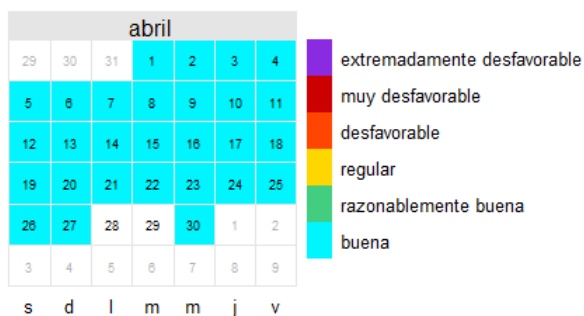 abril
29 30 31 1 2 3 4
5 6 7 8 9 10 11
12 13 14 15 16 17 18
19 20 21 22 23 24 25
26 27 28 29 30 1 2
3 4 5 6 7 8 9
s d l m m j v
extremadamente desfavorable
muy desfavorable
desfavorable
regular
razonablemente buena
buena